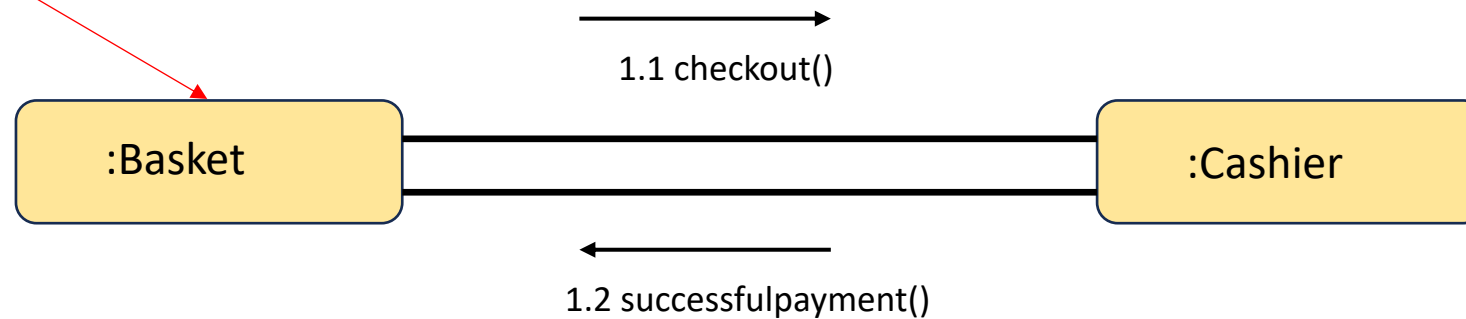 1.1 checkout()
:Basket
:Cashier
1.2 successfulpayment()